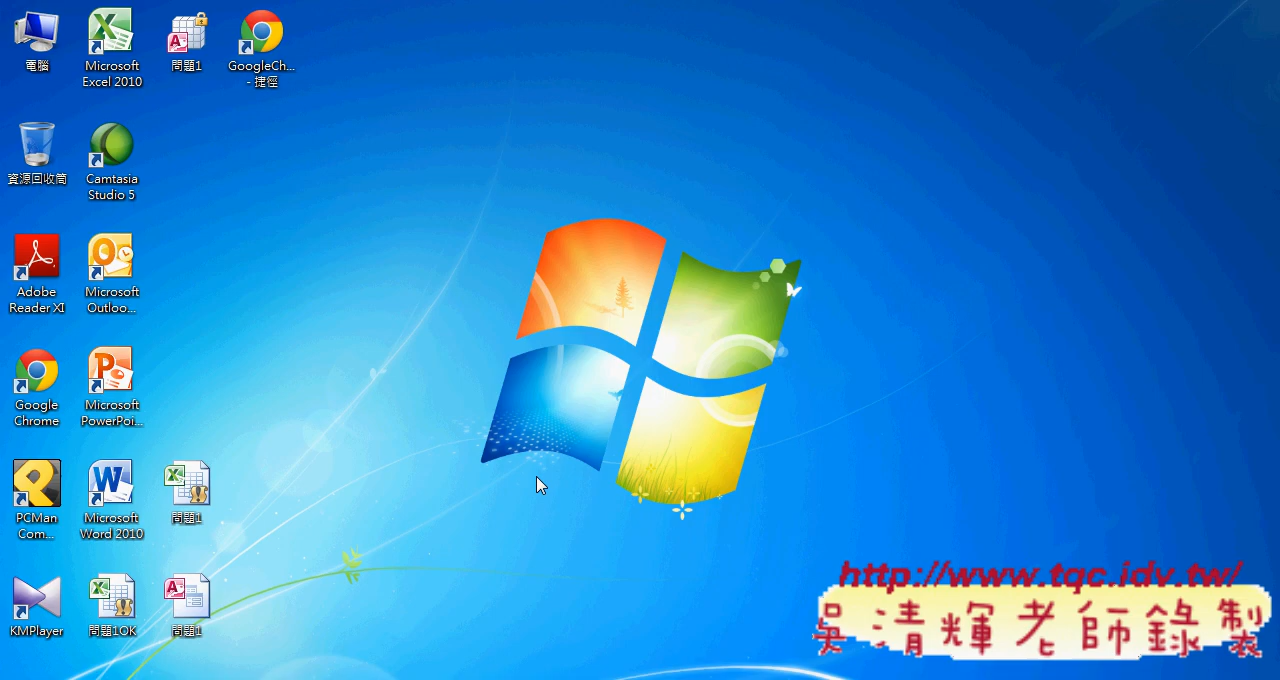 電腦
Microsoft
Excel 2010
問題1
GoogleCh...
- 捷徑
資源回收筒
Camtasia
Studio 5
Adobe
Reader XI
Microsoft
Outloo...
Google
Chrome
Microsoft
PowerPoi...
PCMan
Com...
Microsoft
Word 2010
問題1
KMPlayer
問題1OK
問題1
http://www.tqc.idv.tw/
吳清輝老師錄製